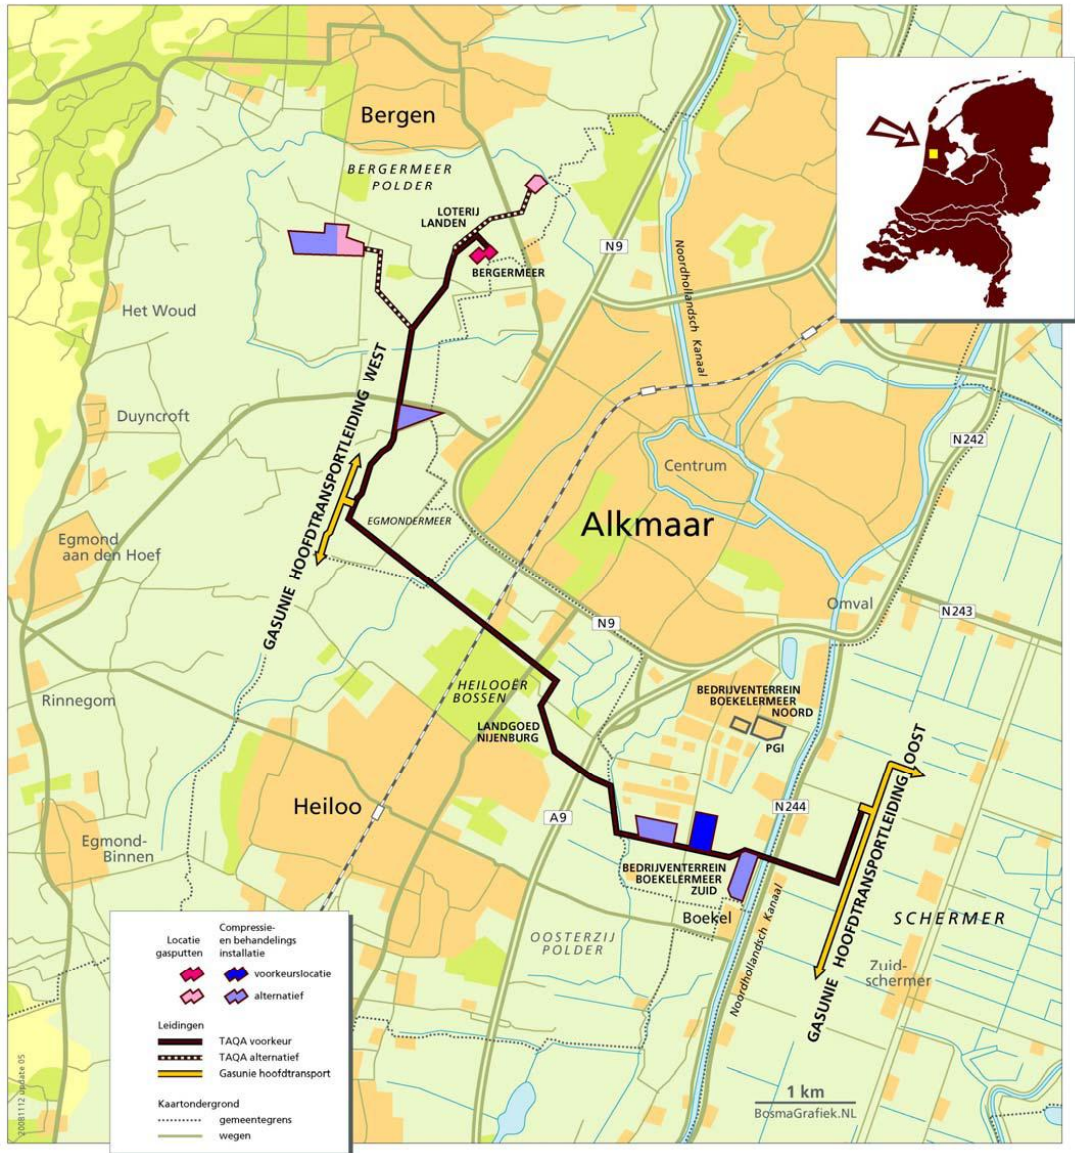 Bergen
BERGERMEER
POLDER
LOTERIJ
LANDEN
BERGERMEER
N9
Noordhollandsch Kanaal
Het Woud
Duyncroft
GASUNIE HOOFDTRANSPORTLEIDING WEST
N242
Centrum
EGMONDERMEER
Alkmaar
Egmond
aan den Hoef
Omval
N243
N9
Rinnegom
HEILOOËR
BOSSEN
LANDGOED
NIJENBURG
BEDRIJVENTERREIN
BOEKELERMEER
NOORD
PGI
GASUNIE HOOFDTRANSPORTLEIDING OOST
Heiloo
A9
N244
Egmond-
Binnen
BEDRIJVENTERREIN
BOEKELERMEER
ZUID
Boekel
Noordhollandsch Kanaal
OOSTERZIJ
POLDER
SCHERMER
Zuid-
schermer
Locatie
gasputten
Compressie-
en behandelings
installatie
voorkeurslocatie
alternatief
Leidingen
TAQA voorkeur
TAQA alternatief
Gasunie hoofdtransport
Kaartondergrond
gemeentegrens
wegen
20081112 update 05
1 km
BosmaGrafiek.NL